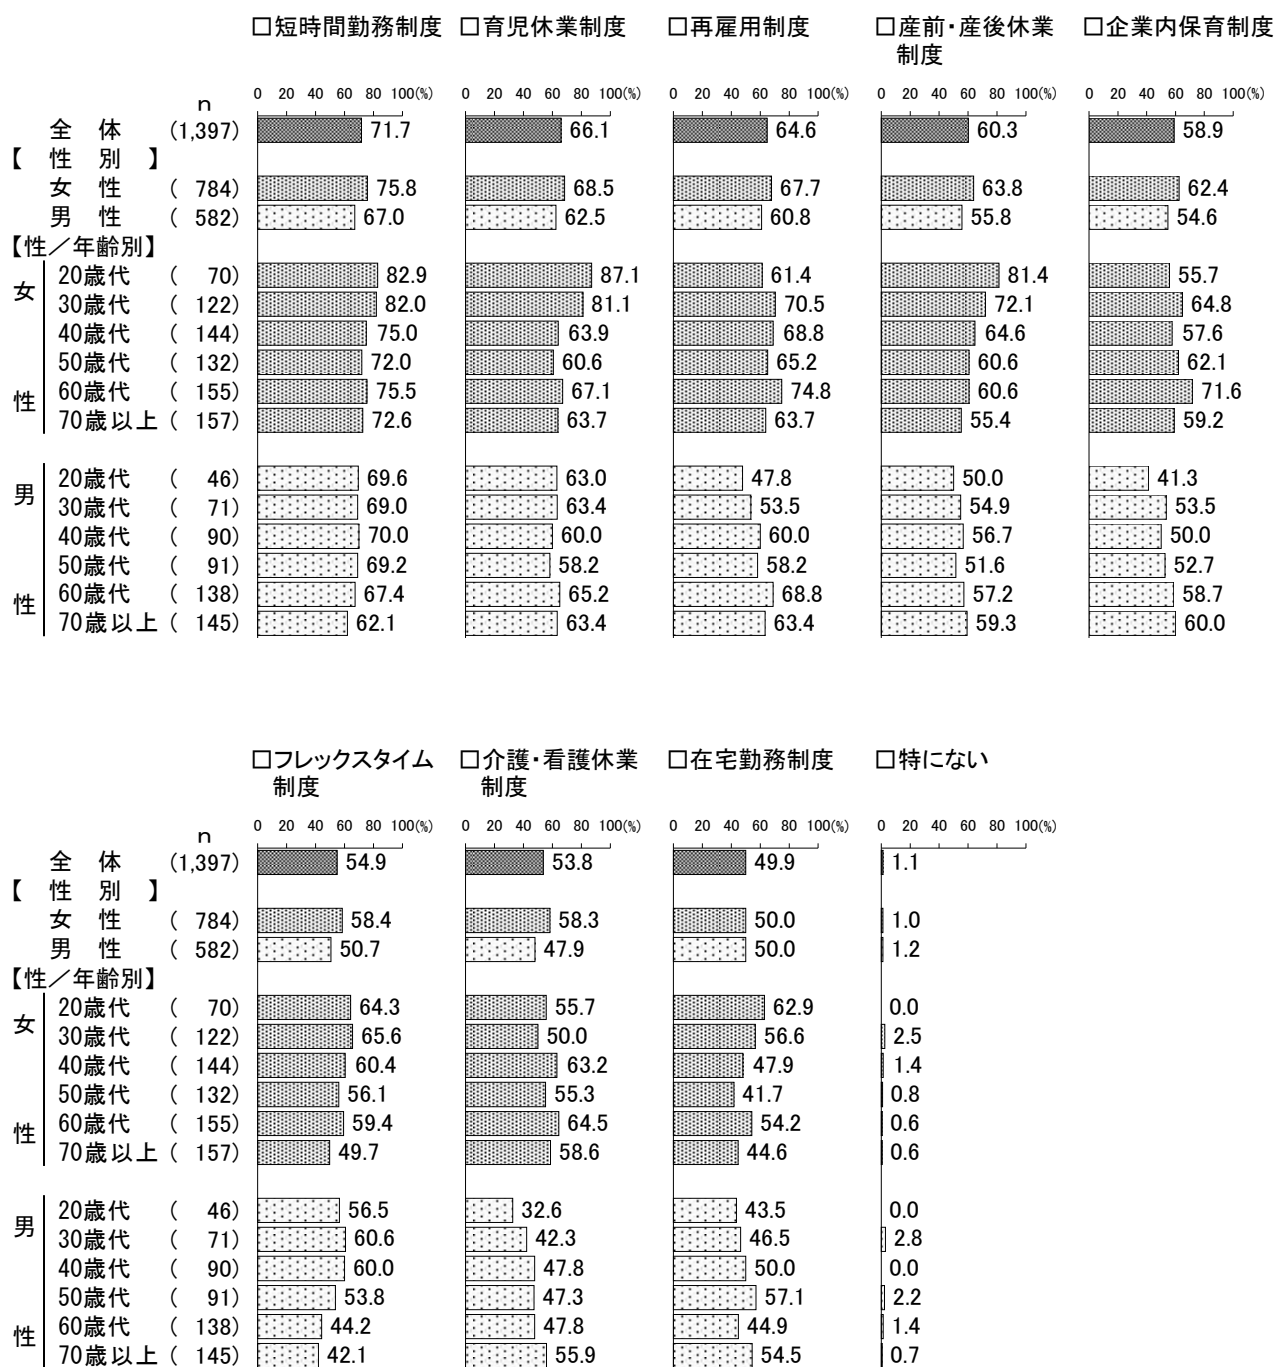 □短時間勤務制度 □育児休業制度 □再雇用制度 □産前・産後休業 □企業内保育制度
制度
n 0 20 40 60 80 100(%) 0 20 40 60 80 100(%) 0 20 40 60 80 100(%) 0 20 40 60 80 100(%) 0 20 40 60 80 100(%)
全 体 (1,397) 71.7 66.1 64.6 60.3 58.9
【 性 別 】
女 性 ( 784) 75.8 68.5 67.7 63.8 62.4
男 性 ( 582) 67.0 62.5 60.8 55.8 54.6
【性/年齢別】
女 20歳代 ( 70) 82.9 87.1 61.4 81.4 55.7
30歳代 ( 122) 82.0 81.1 70.5 72.1 64.8
40歳代 ( 144) 75.0 63.9 68.8 64.6 57.6
50歳代 ( 132) 72.0 60.6 65.2 60.6 62.1
性 60歳代 ( 155) 75.5 67.1 74.8 60.6 71.6
70歳以上 ( 157) 72.6 63.7 63.7 55.4 59.2
男 20歳代 ( 46) 69.6 63.0 47.8 50.0 41.3
30歳代 ( 71) 69.0 63.4 53.5 54.9 53.5
40歳代 ( 90) 70.0 60.0 60.0 56.7 50.0
50歳代 ( 91) 69.2 58.2 58.2 51.6 52.7
性 60歳代 ( 138) 67.4 65.2 68.8 57.2 58.7
70歳以上 ( 145) 62.1 63.4 63.4 59.3 60.0
□フレックスタイム □介護・看護休業 □在宅勤務制度 □特にない
制度 制度
n 0 20 40 60 80 100(%) 0 20 40 60 80 100(%) 0 20 40 60 80 100(%) 0 20 40 60 80 100(%)
全 体 (1,397) 54.9 53.8 49.9 1.1
【 性 別 】
女 性 ( 784) 58.4 58.3 50.0 1.0
男 性 ( 582) 50.7 47.9 50.0 1.2
【性/年齢別】
女 20歳代 ( 70) 64.3 55.7 62.9 0.0
30歳代 ( 122) 65.6 50.0 56.6 2.5
40歳代 ( 144) 60.4 63.2 47.9 1.4
50歳代 ( 132) 56.1 55.3 41.7 0.8
性 60歳代 ( 155) 59.4 64.5 54.2 0.6
70歳以上 ( 157) 49.7 58.6 44.6 0.6
男 20歳代 ( 46) 56.5 32.6 43.5 0.0
30歳代 ( 71) 60.6 42.3 46.5 2.8
40歳代 ( 90) 60.0 47.8 50.0 0.0
50歳代 ( 91) 53.8 47.3 57.1 2.2
性 60歳代 ( 138) 44.2 47.8 44.9 1.4
70歳以上 ( 145) 42.1 55.9 54.5 0.7